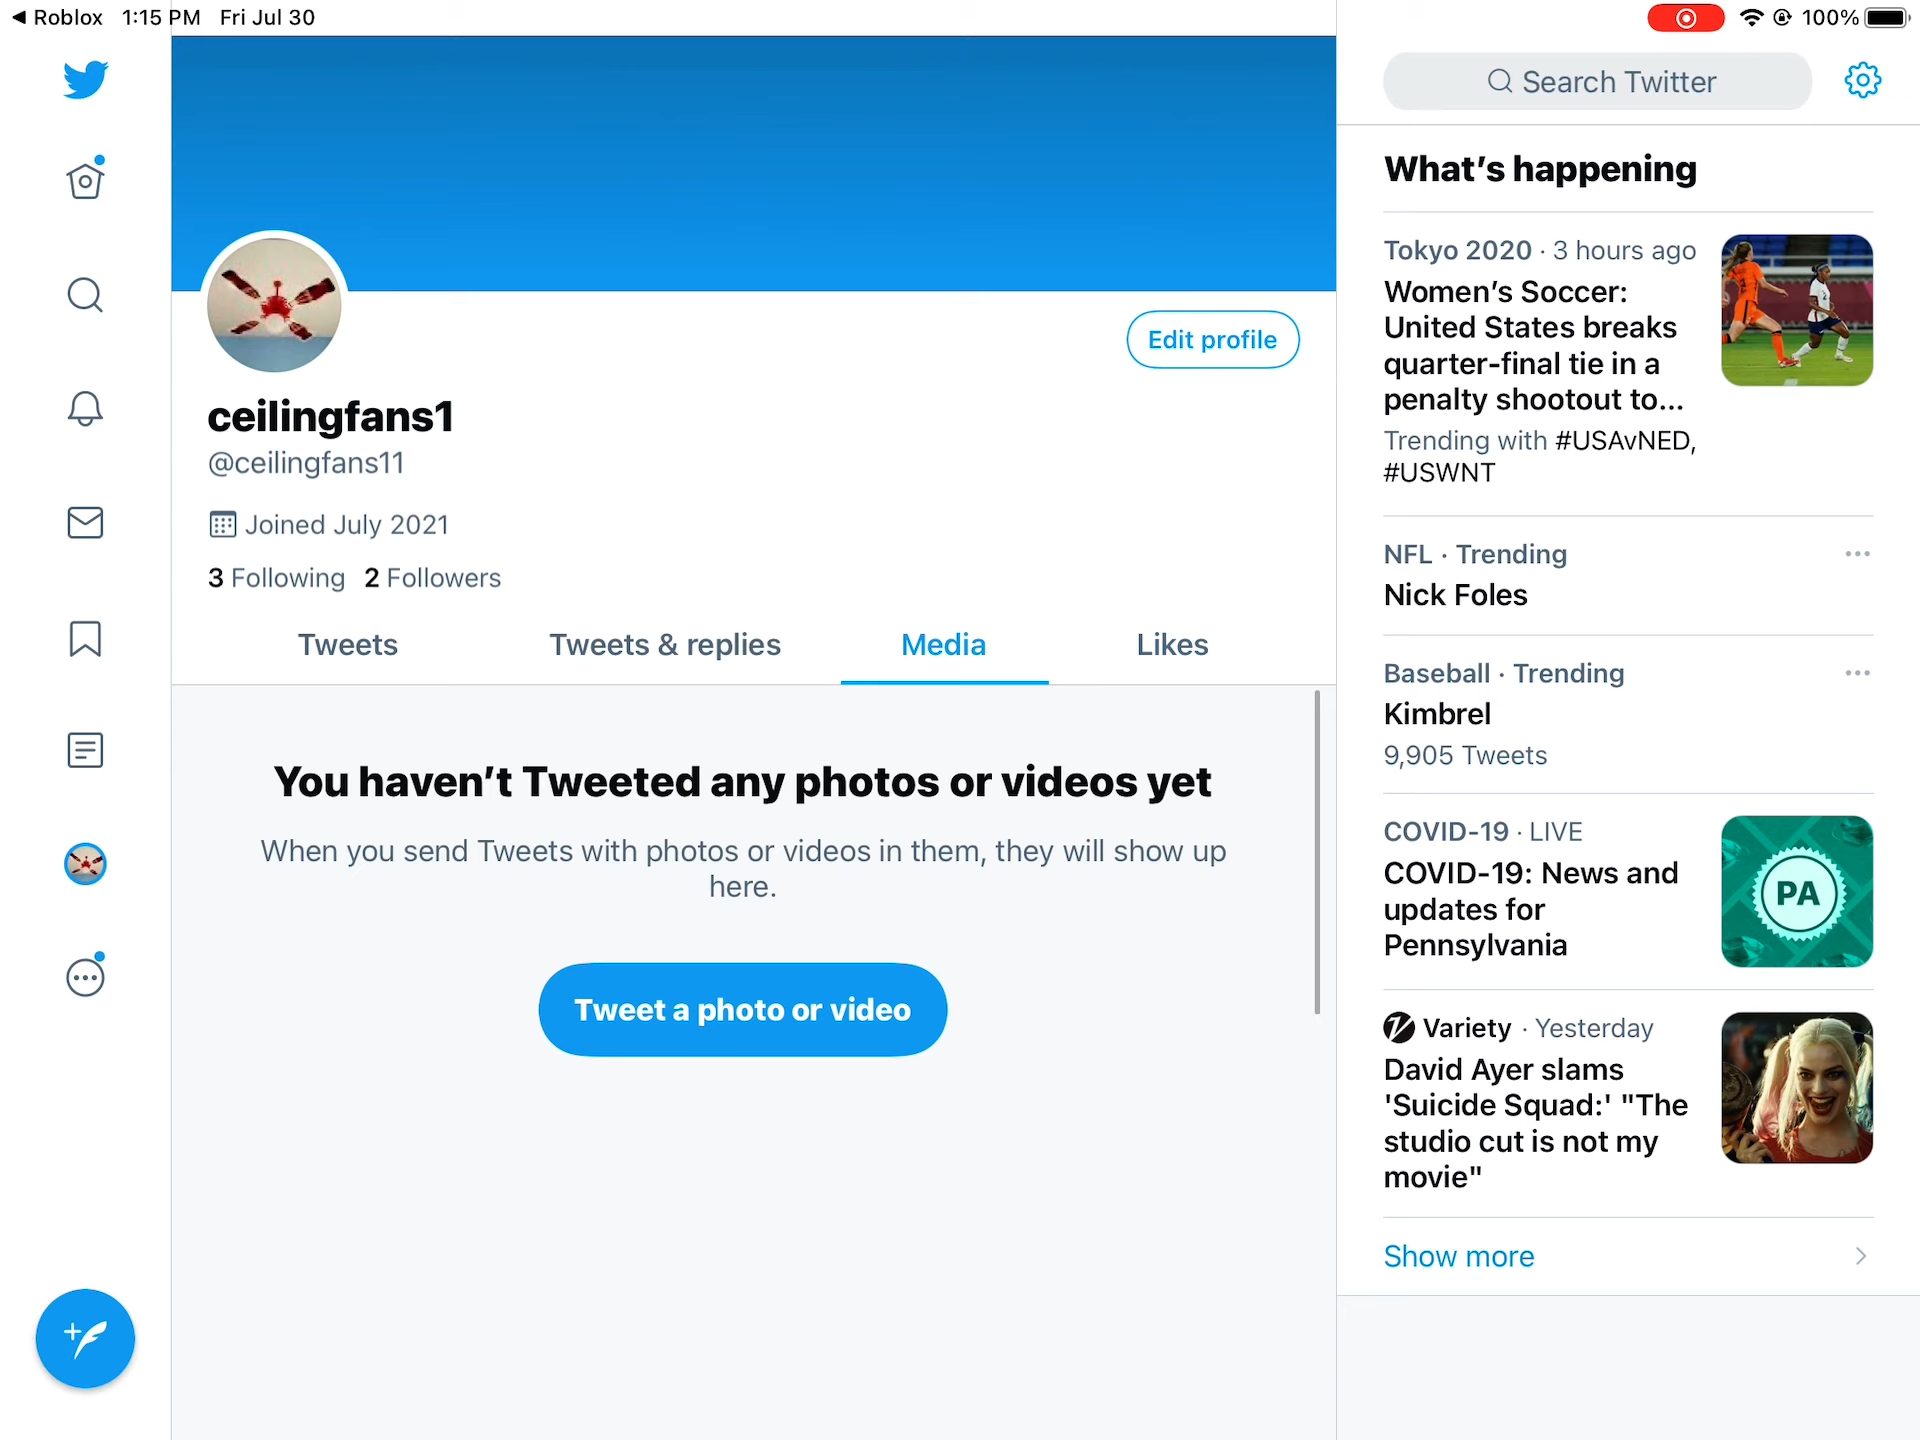 Roblox 1:15 PM Fri Jul 30
100%
Search Twitter
ceilingfans1
@ceilingfans11
Joined July 2021
3 Following 2 Followers
Edit profile
Tweets Tweets & replies Media Likes
You haven’t Tweeted any photos or videos yet
When you send Tweets with photos or videos in them, they will show up
here.
Tweet a photo or video
What’s happening
Tokyo 2020 · 3 hours ago
Women’s Soccer:
United States breaks
quarter-final tie in a
penalty shootout to...
Trending with #USAvNED,
#USWNT
NFL · Trending
Nick Foles
Baseball · Trending
Kimbrel
9,905 Tweets
COVID-19 · LIVE
COVID-19: News and
updates for
Pennsylvania
PA
Variety · Yesterday
David Ayer slams
'Suicide Squad:' "The
studio cut is not my
movie"
Show more